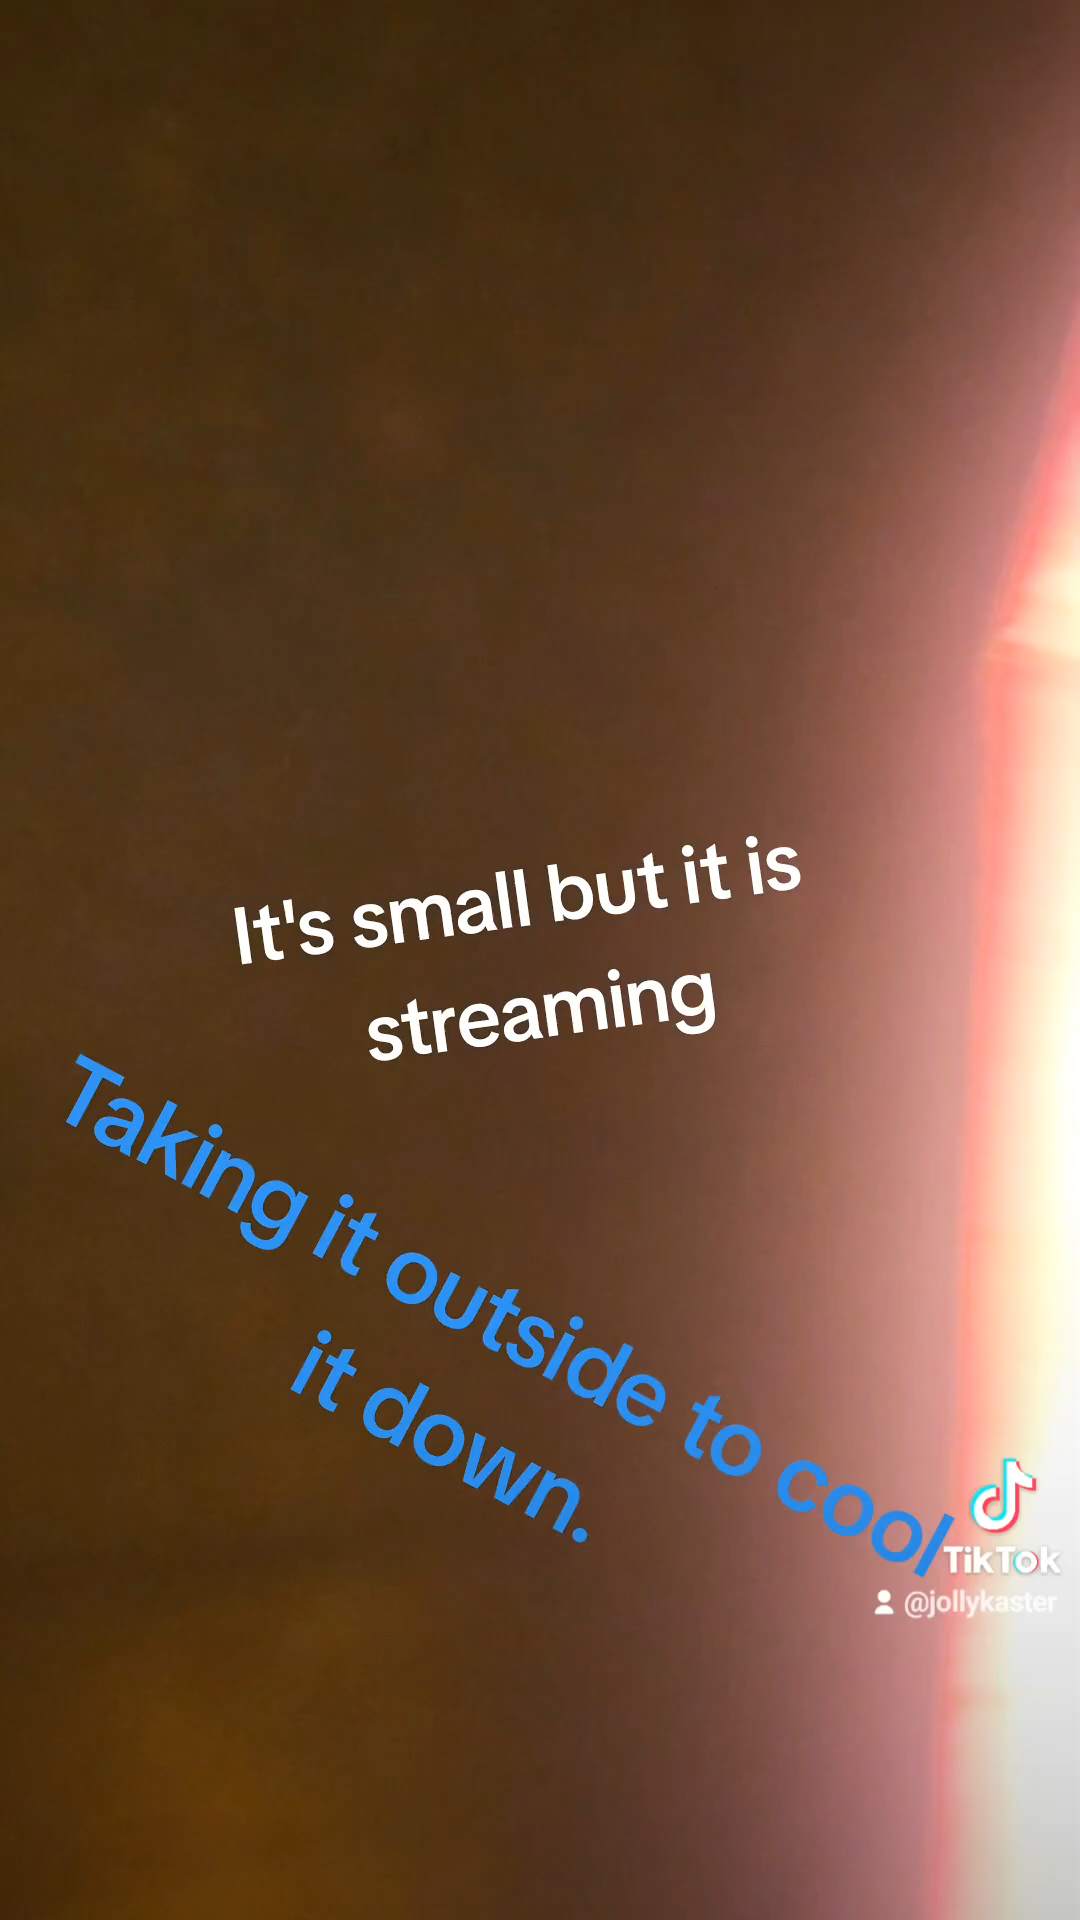 It's small but it is
streaming
Taking it outside to cool
it down.
TikTok
@jollykaster